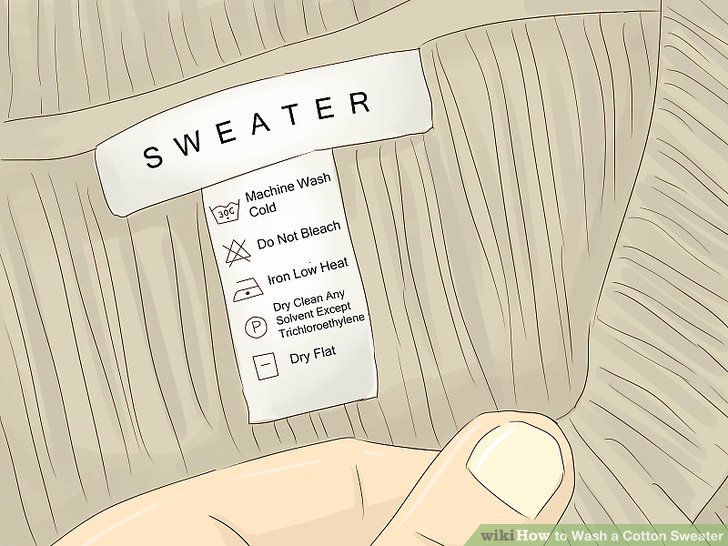 SWEATER
30C
Machine Wash
Cold
Do Not Bleach
Iron Low Heat
P
Dry Clean Any
Solvent Except
Trichloroethylene
Dry Flat
wikiHow to Wash a Cotton Sweater